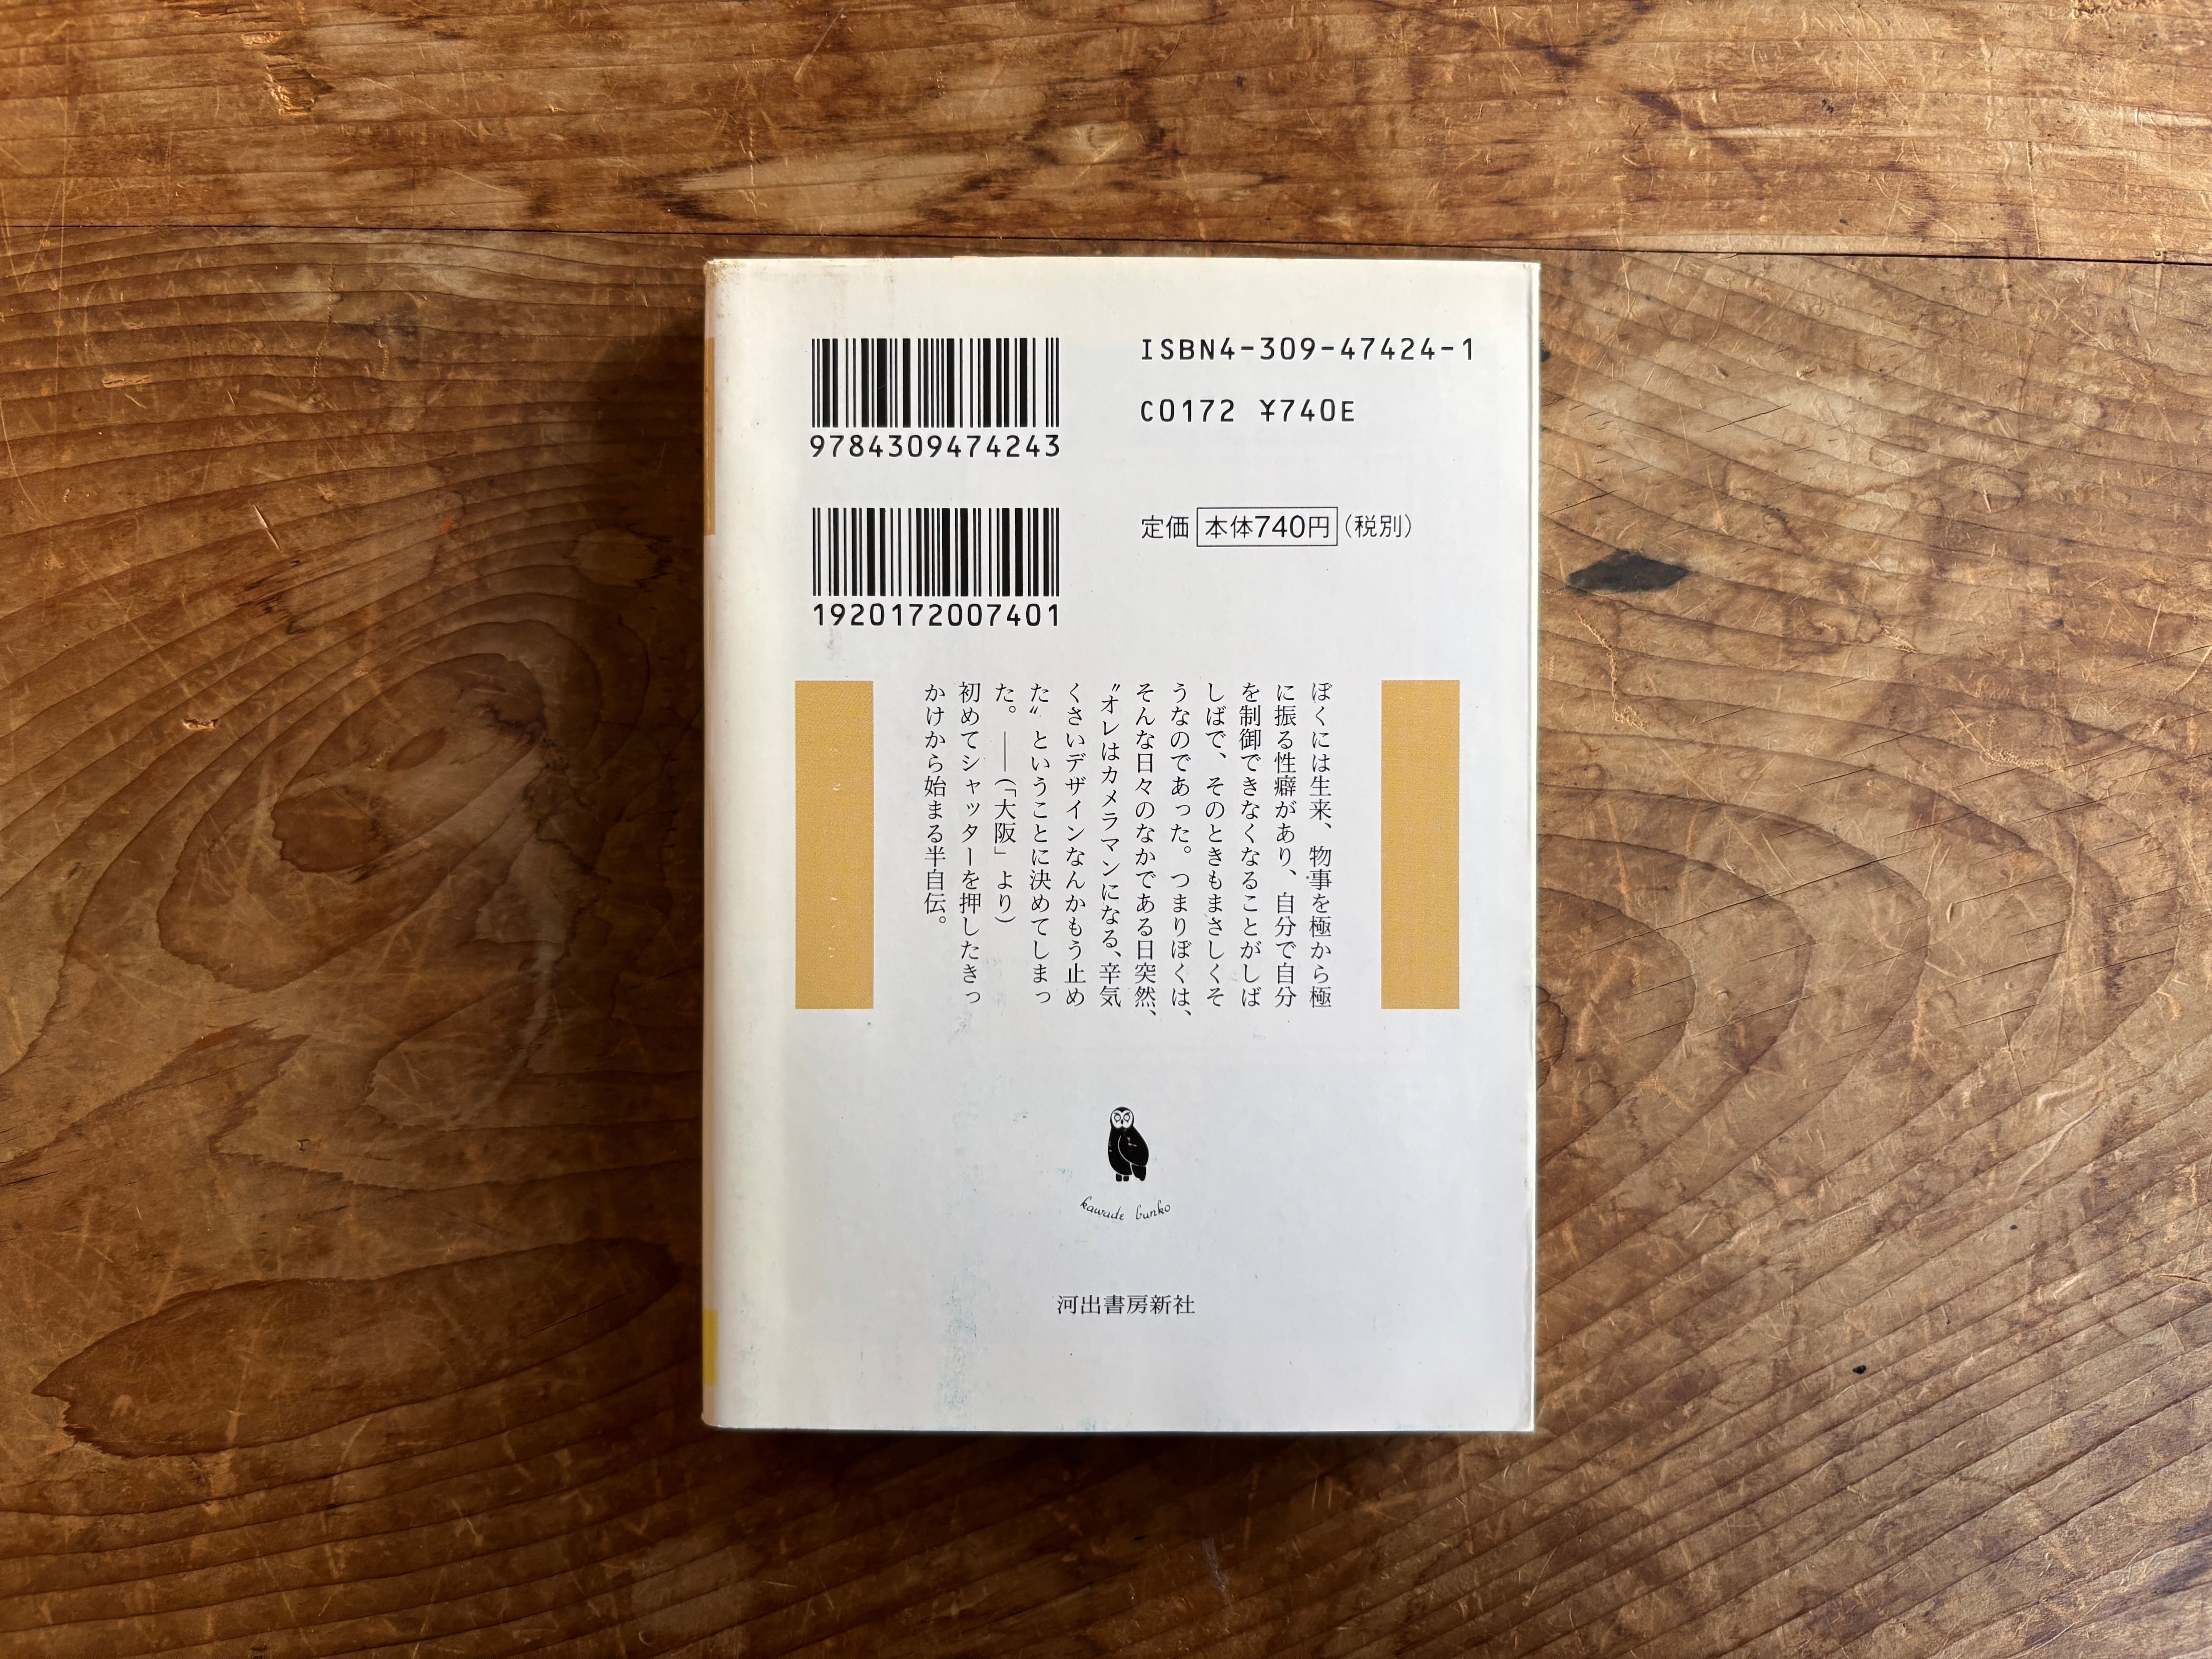 9784309474243
ISBN4-309-47424-1
C0172 ¥740E
1920172007401
定価 本体740円 (税別)
ぼくには生来、物事を極から極
に振る性癖があり、自分で自分
を制御できなくなることがしば
しばで、そのときもまさしくそ
うなのであった。つまりぼくは、
そんな日々のなかである日突然、
〝オレはカメラマンになる、辛気
くさいデザインなんかもう止め
た〟ということに決めてしまっ
た。――(「大阪」より)
初めてシャッターを押したきっ
かけから始まる半自伝。
kawade bunko
河出書房新社